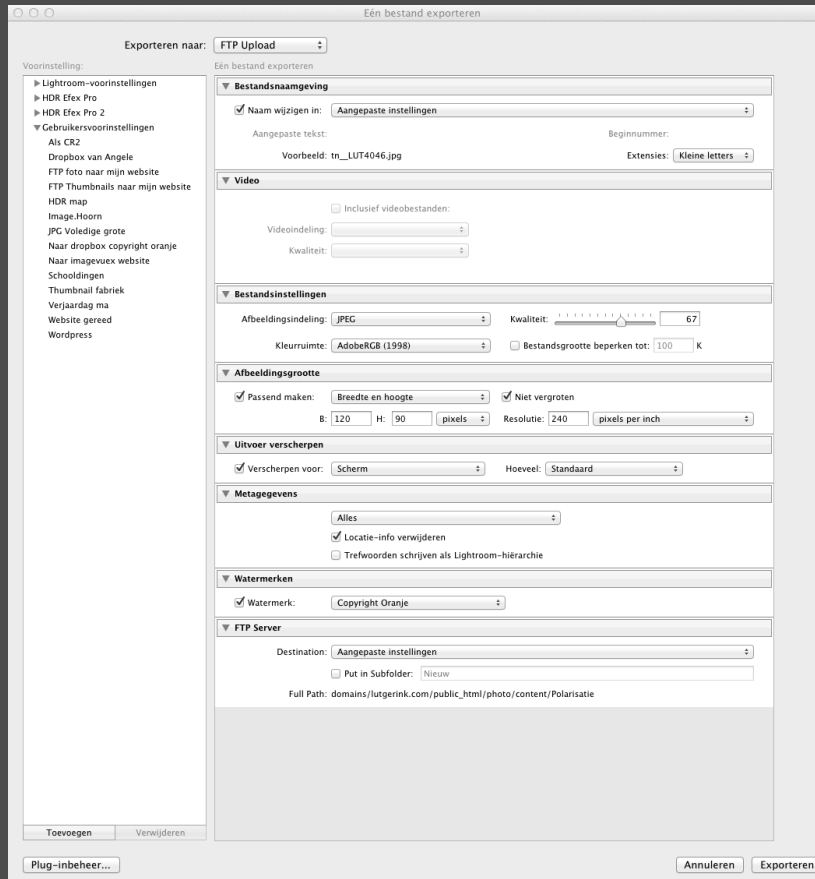 Eén bestand exporteren
Exporteren naar: FTP Upload
Voorinstelling:
Lightroom-voorinstellingen
HDR Efex Pro
HDR Efex Pro 2
Gebruikersvoorinstellingen
Als CR2
Dropbox van Angele
FTP foto naar mijn website
FTP Thumbnails naar mijn website
HDR map
Image.Hoorn
JPG Voledige grote
Naar dropbox copyright oranje
Naar imagevuex website
Schooldingen
Thumbnail fabriek
Verjaardag ma
Website gereed
Wordpress
Toevoegen Verwijderen
Eén bestand exporteren
Bestandsnaamgeving
Naam wijzigen in: Aangepaste instellingen
Aangepaste tekst: Beginnummer:
Voorbeeld: tn__LUT4046.jpg Extensies: Kleine letters
Video
Inclusief videobestanden:
Videoindeling:
Kwaliteit:
Bestandsinstellingen
Afbeeldingsindeling: JPEG Kwaliteit: 67
Kleurruimte: AdobeRGB (1998) Bestandsgrootte beperken tot: 100 K
Afbeeldingsgrootte
Passend maken: Breedte en hoogte Niet vergroten
B: 120 H: 90 pixels Resolutie: 240 pixels per inch
Uitvoer verscherpen
Verscherpen voor: Scherm Hoeveel: Standaard
Metagegevens
Alles
Locatie-info verwijderen
Trefwoorden schrijven als Lightroom-hiërarchie
Watermerken
Watermerk: Copyright Oranje
FTP Server
Destination: Aangepaste instellingen
Put in Subfolder: Nieuw
Full Path: domains/lutgerink.com/public_html/photo/content/Polarisatie
Plug-inbeheer... Annuleren Exporteren